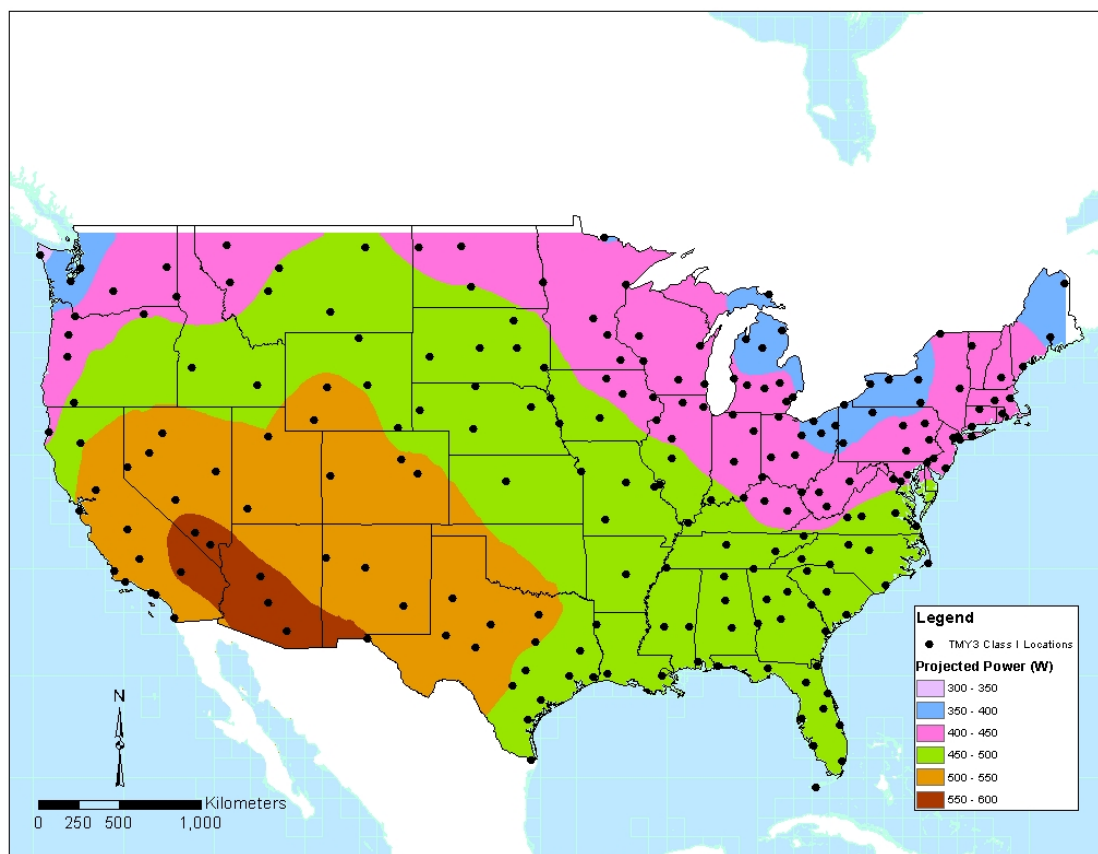 Legend
TMY3 Class I Locations
Projected Power (W)
300 - 350
350 - 400
400 - 450
450 - 500
500 - 550
550 - 600
N
Kilometers
0 250 500 1,000